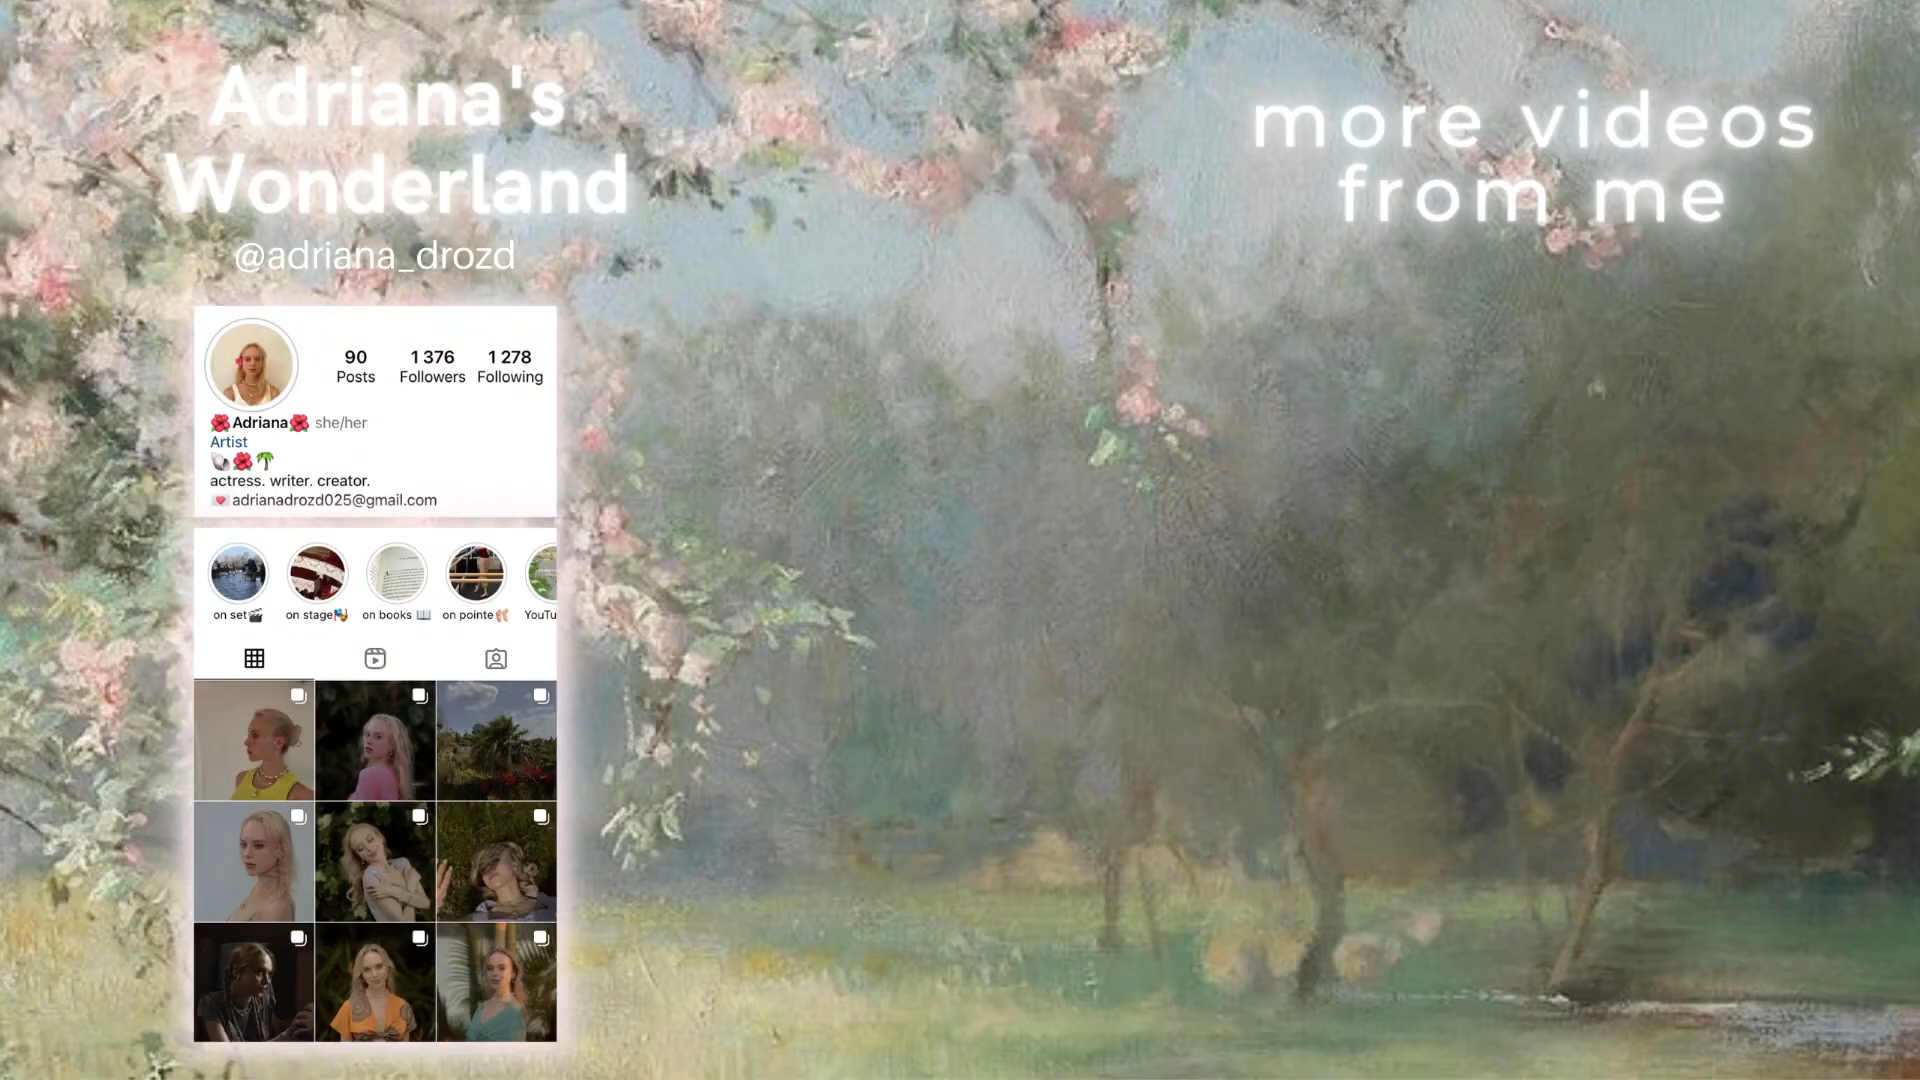 Adriana's
Wonderland
@adriana_drozd
more videos
from me
90 1 376 1 278
Posts Followers Following
🌺Adriana🌺 she/her
Artist
🐚🌺🌴
actress. writer. creator.
💌 adrianadrozd025@gmail.com
on set🎬 on stage🎭 on books 📖 on pointe👣 YouTu